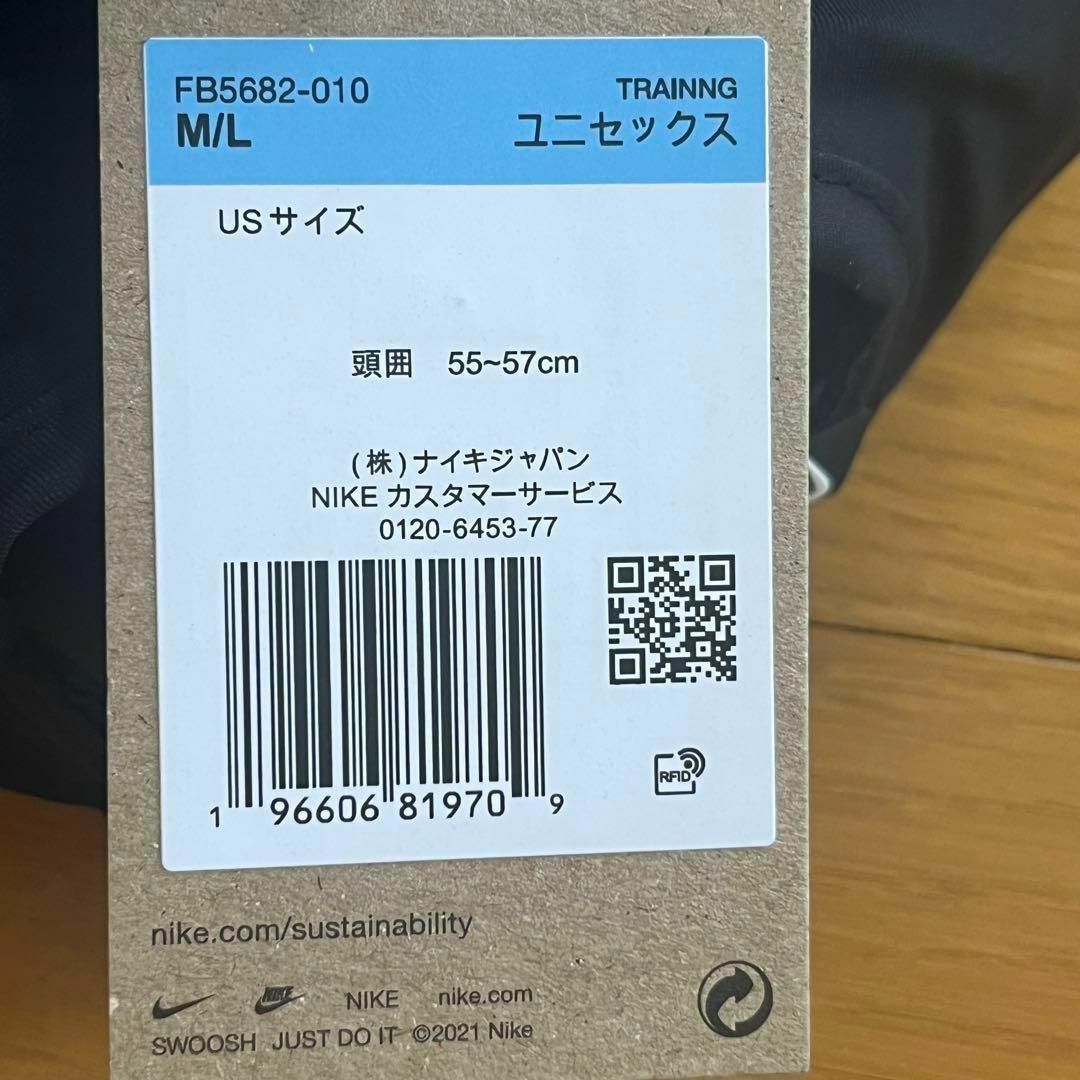 FB5682-010
TRAINNG
M/L
ユニセックス
USサイズ
頭囲 55~57cm
(株)ナイキジャパン
NIKE カスタマーサービス
0120-6453-77
1 96606 81970 9
RFID
nike.com/sustainability
NIKE NIKE nike.com
SWOOSH JUST DO IT ©2021 Nike